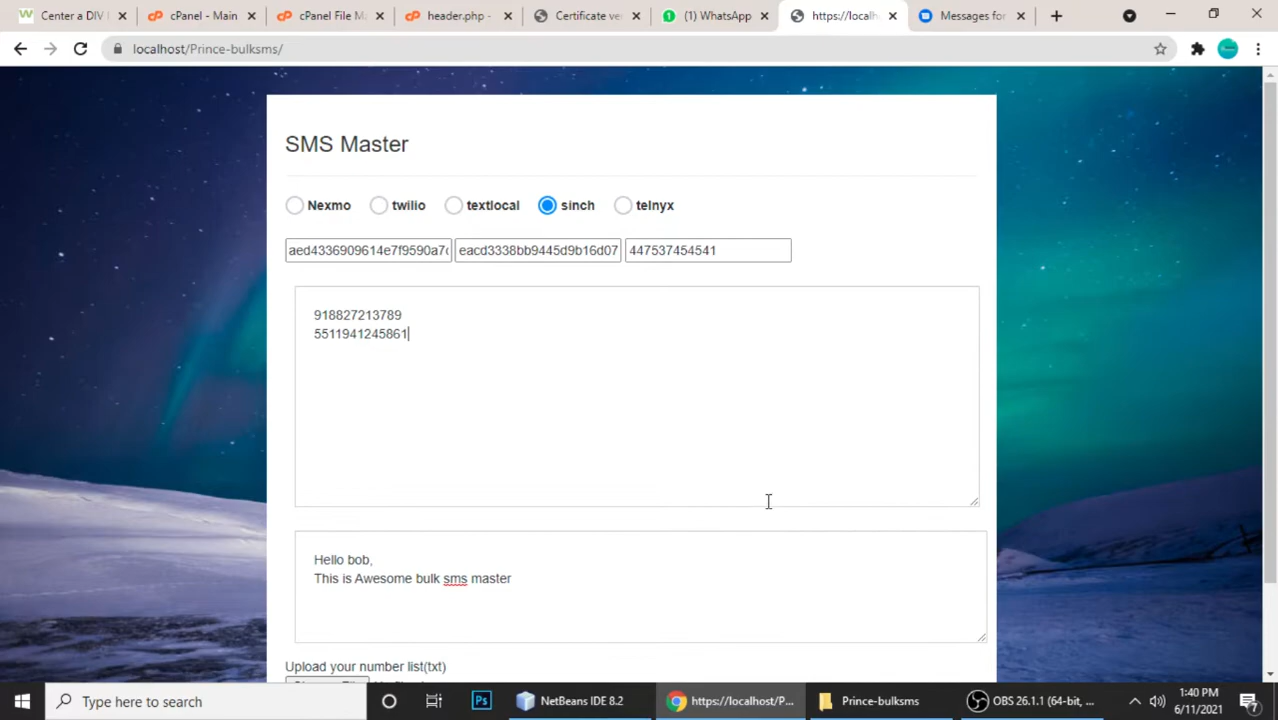 Center a DIV
cPanel - Main
cPanel File M
header.php -
Certificate ve
(1) WhatsApp
https://localh
Messages for
localhost/Prince-bulksms/
SMS Master
Nexmo twilio textlocal sinch telnyx
aed4336909614e7f9590a7 eacd3338bb9445d9b16d07 447537454541
918827213789
5511941245861
Hello bob,
This is Awesome bulk sms master
Upload your number list(txt)
Type here to search
Ps
NetBeans IDE 8.2
https://localhost/P...
Prince-bulksms
OBS 26.1.1 (64-bit, ...
1:40 PM
6/11/2021
7